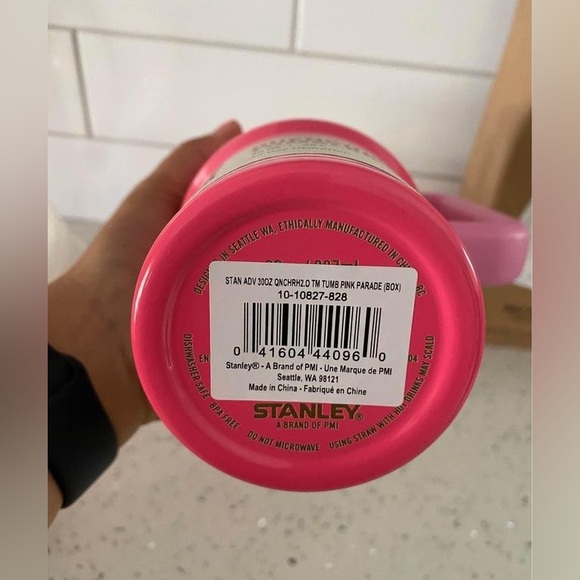 DESIGNED IN SEATTLE WA, ETHICALLY MANUFACTURED IN CHINA, PRC
STAN ADV 30OZ QNCHRH2.O TM TUMB PINK PARADE (BOX)
10-10827-828
0 41604 44096 0
Stanley® - A Brand of PMI - Une Marque de PMI
Seattle, WA 98121
Made in China - Fabriqué en Chine
STANLEY®
A BRAND OF PMI
DISHWASHER SAFE BPA FREE DO NOT MICROWAVE USING STRAW WITH HOT DRINKS MAY SCALD